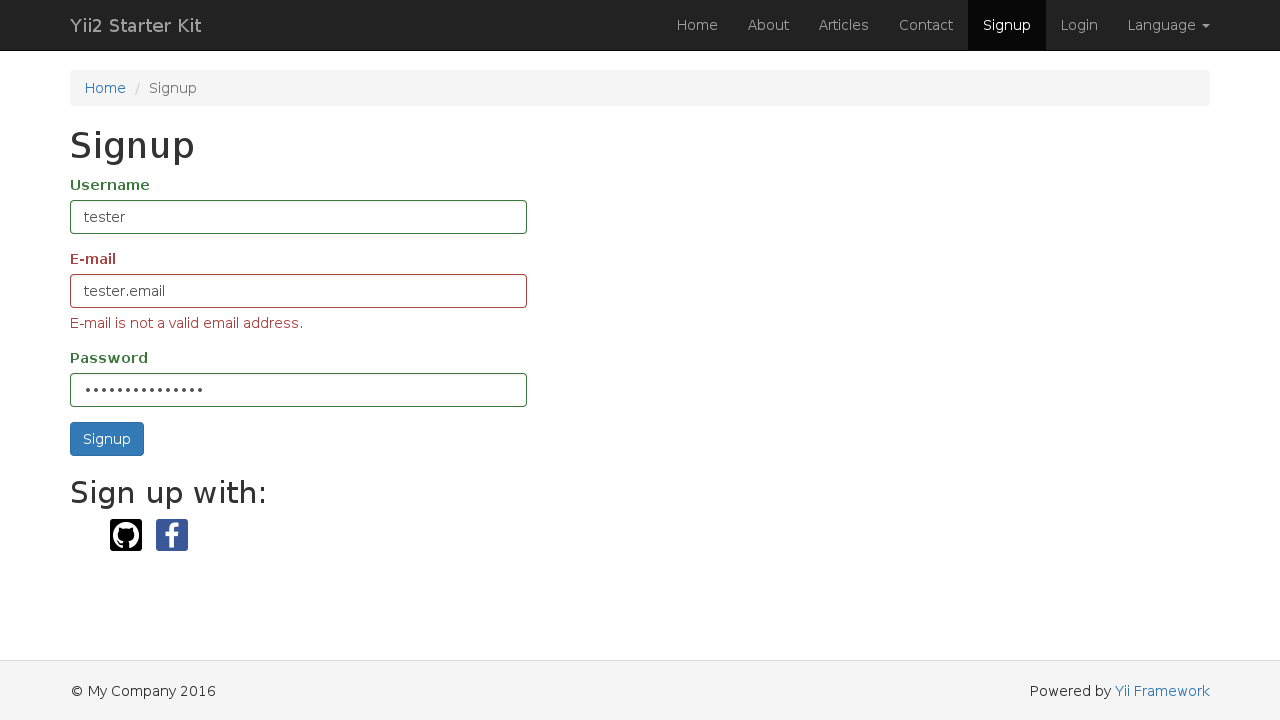 Yii2 Starter Kit
Home
About
Articles
Contact
Signup
Login
Language
Home / Signup
Signup
Username
tester
E-mail
tester.email
E-mail is not a valid email address.
Password
•••••••••••••••
Signup
Sign up with:
© My Company 2016
Powered by Yii Framework